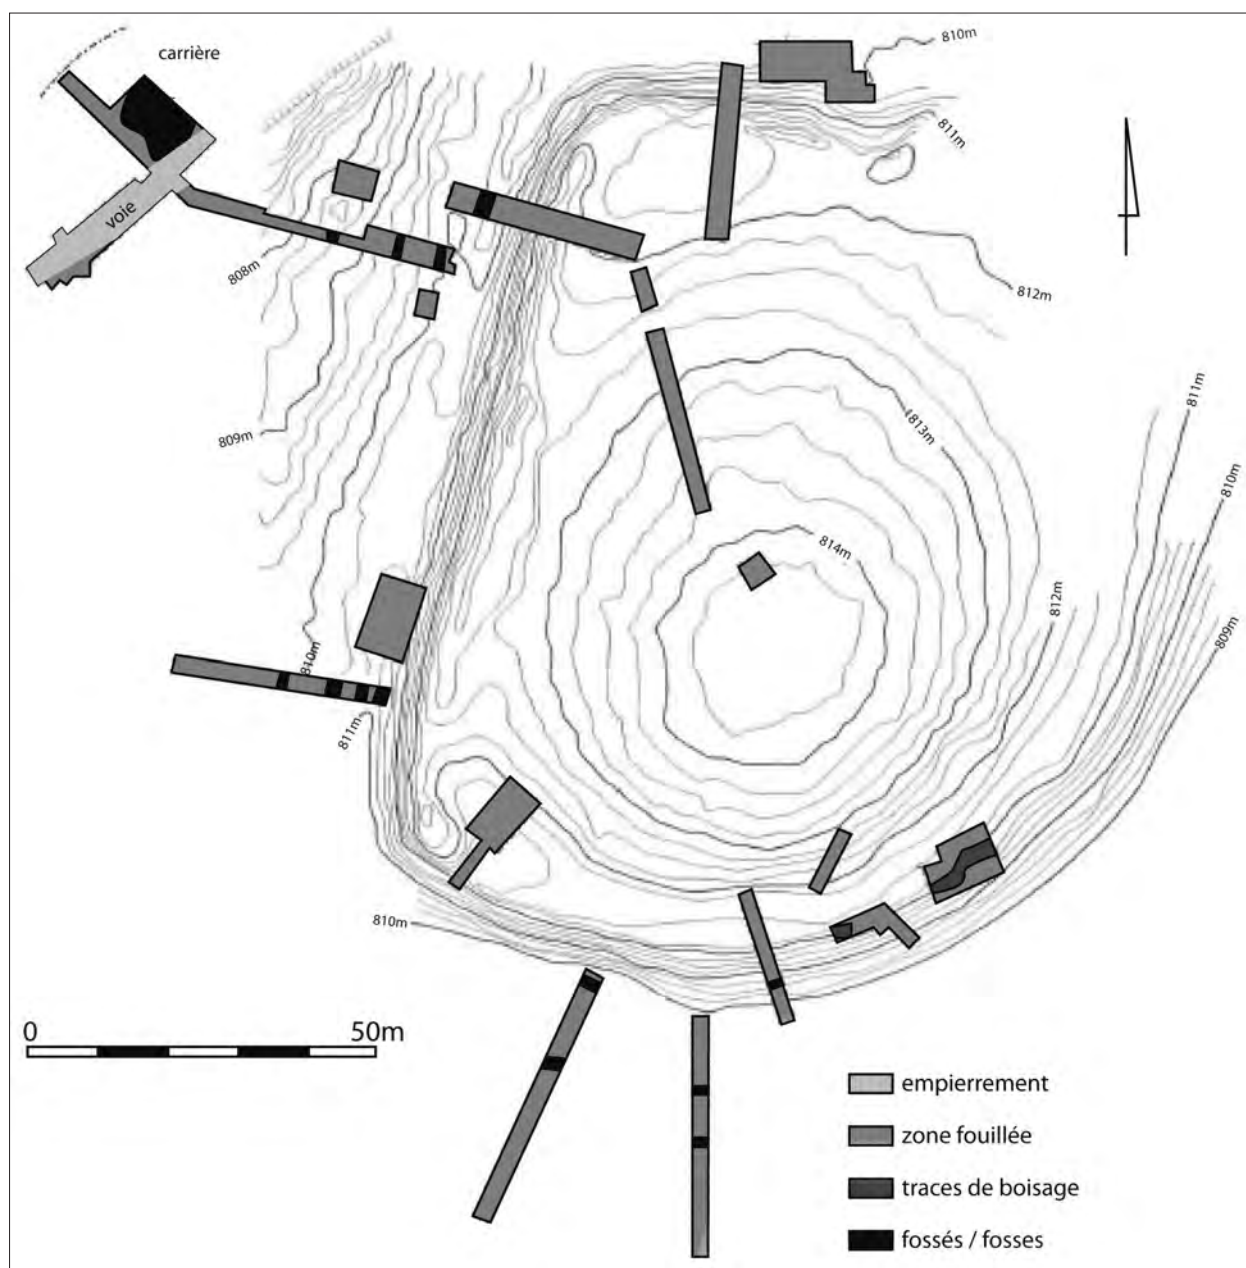 carrière
810m
811m
voie
808m
812m
811m
813m
810m
809m
814m
812m
809m
810m
811m
810m
0 50m
empierrement
zone fouillée
traces de boisage
fossés / fosses